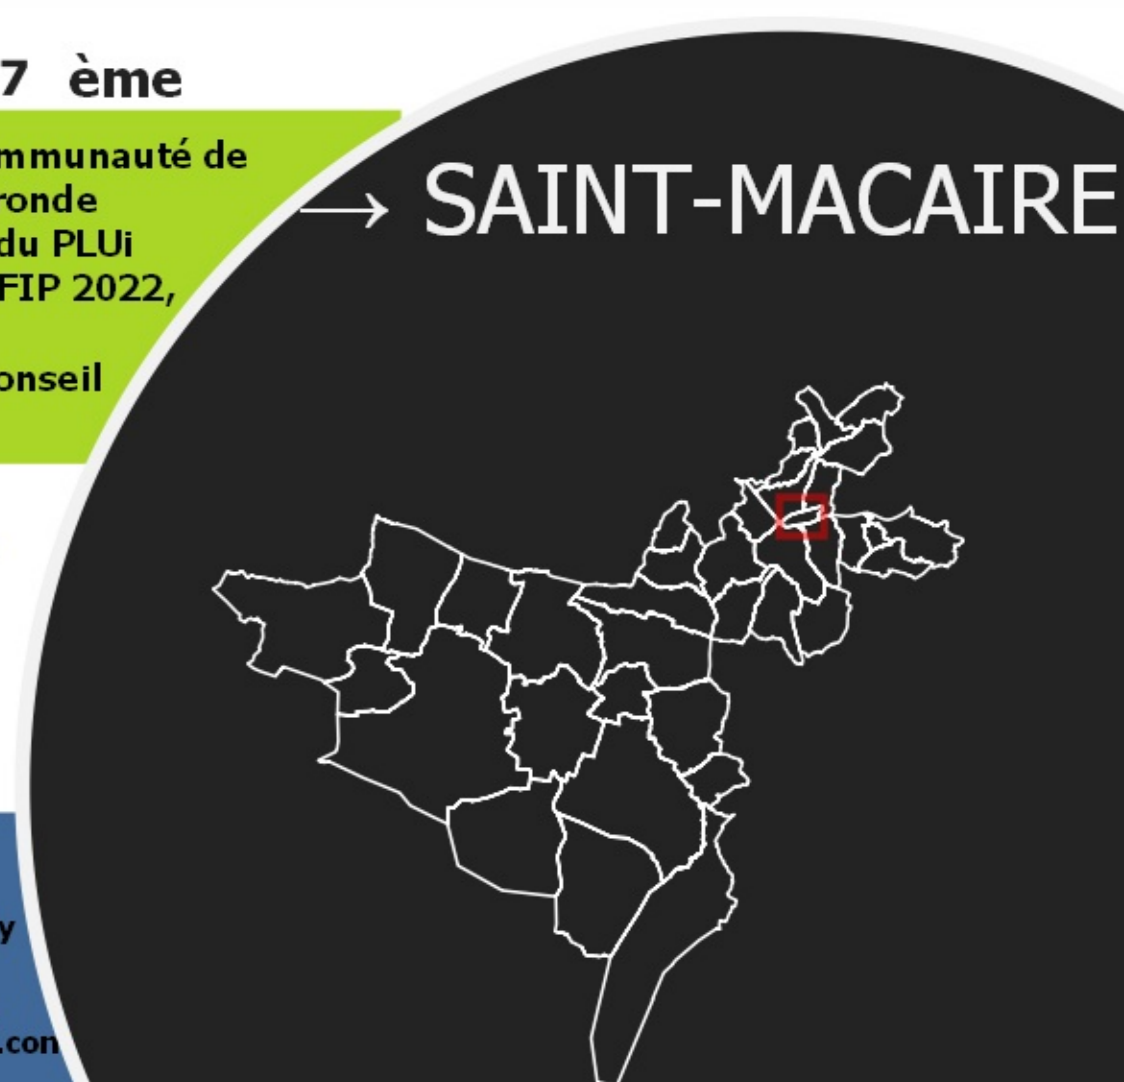 7 ème
mmunauté de
ronde
du PLUi
FIP 2022,
onseil
→ SAINT-MACAIRE
y
.con